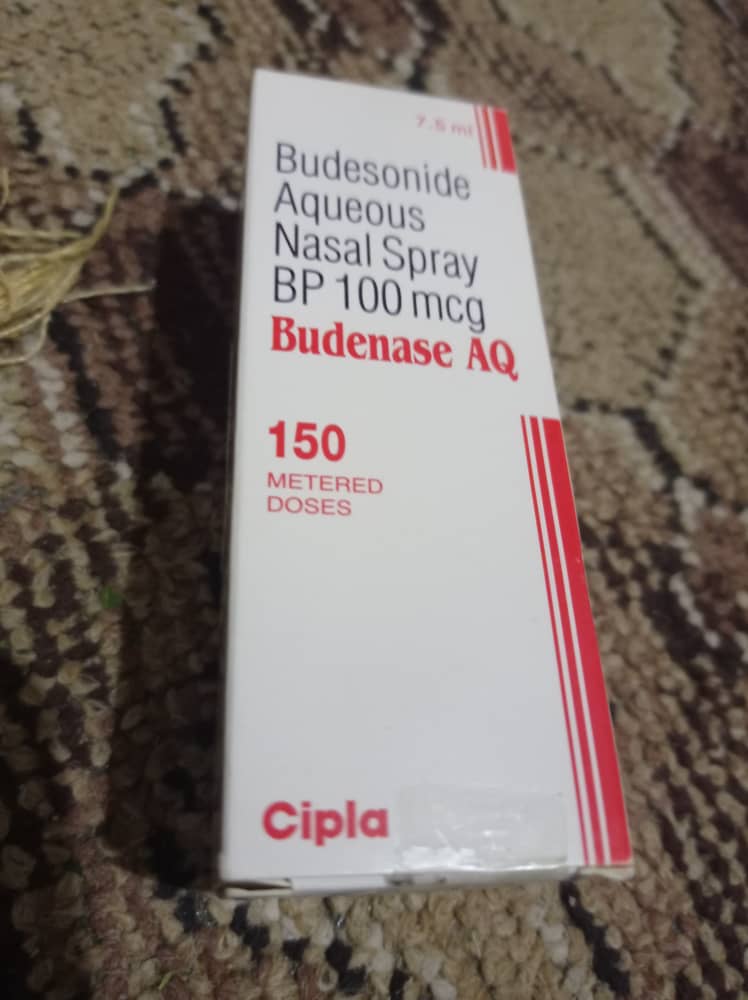 7.5 ml
Budesonide
Aqueous
Nasal Spray
BP 100 mcg
Budenase AQ
150
METERED
DOSES
Cipla